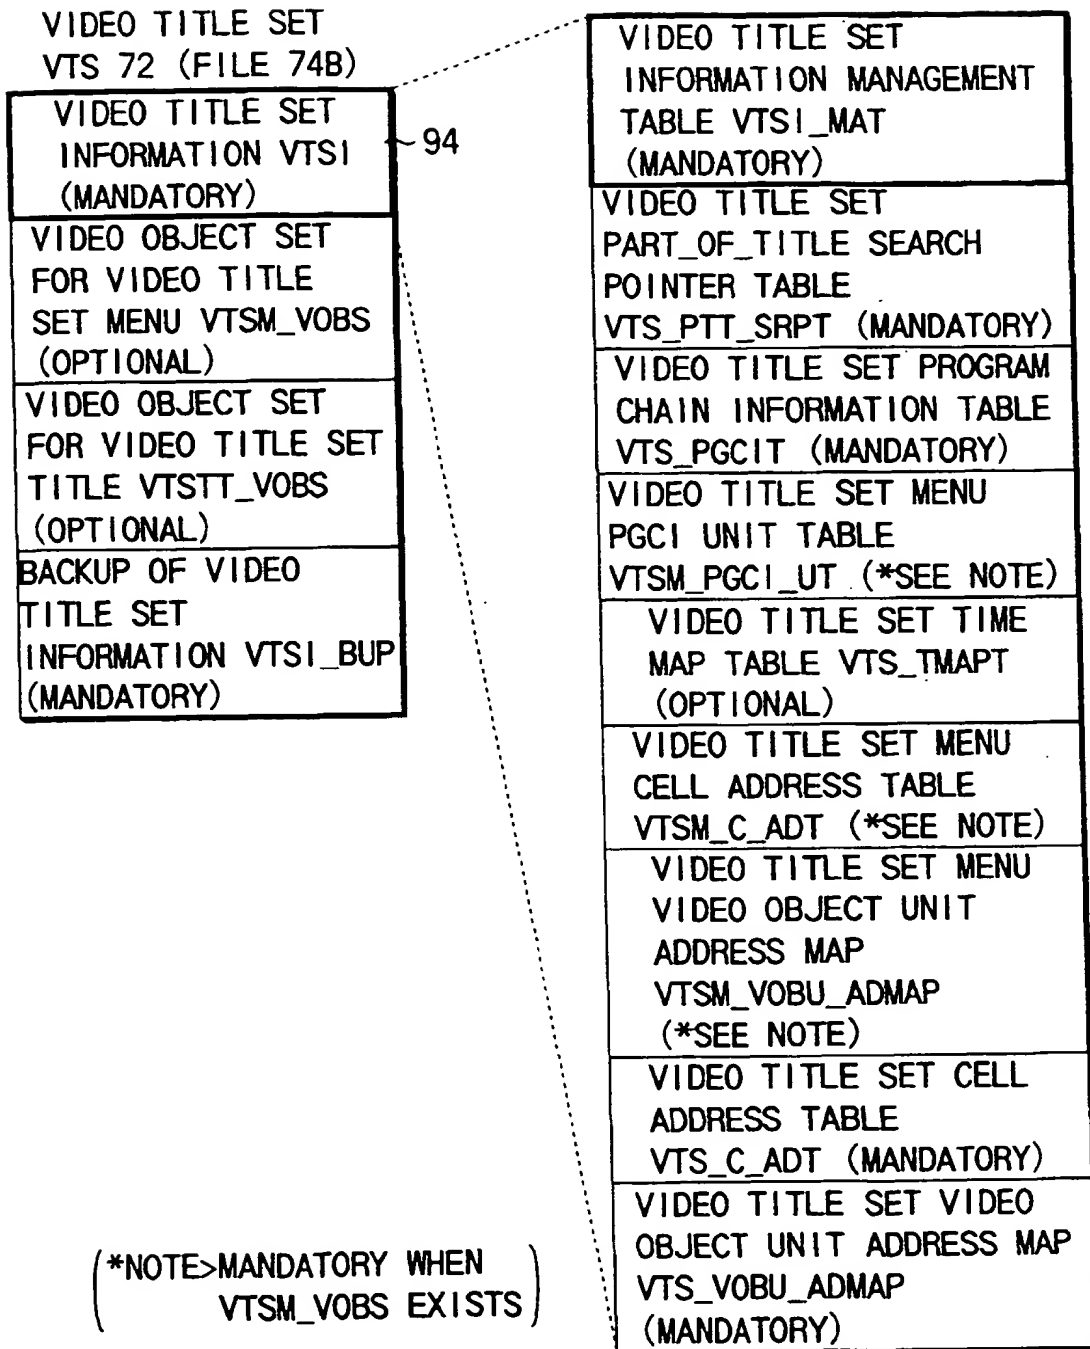 VIDEO TITLE SET
VTS 72 (FILE 74B)
VIDEO TITLE SET
INFORMATION VTSI
(MANDATORY)
94
VIDEO OBJECT SET
FOR VIDEO TITLE
SET MENU VTSM_VOBS
(OPTIONAL)
VIDEO OBJECT SET
FOR VIDEO TITLE SET
TITLE VTSTT_VOBS
(OPTIONAL)
BACKUP OF VIDEO
TITLE SET
INFORMATION VTSI_BUP
(MANDATORY)
VIDEO TITLE SET
INFORMATION MANAGEMENT
TABLE VTSI_MAT
(MANDATORY)
VIDEO TITLE SET
PART_OF_TITLE SEARCH
POINTER TABLE
VTS_PTT_SRPT (MANDATORY)
VIDEO TITLE SET PROGRAM
CHAIN INFORMATION TABLE
VTS_PGCIT (MANDATORY)
VIDEO TITLE SET MENU
PGCI UNIT TABLE
VTSM_PGCI_UT (*SEE NOTE)
VIDEO TITLE SET TIME
MAP TABLE VTS_TMAPT
(OPTIONAL)
VIDEO TITLE SET MENU
CELL ADDRESS TABLE
VTSM_C_ADT (*SEE NOTE)
VIDEO TITLE SET MENU
VIDEO OBJECT UNIT
ADDRESS MAP
VTSM_VOBU_ADMAP
(*SEE NOTE)
VIDEO TITLE SET CELL
ADDRESS TABLE
VTS_C_ADT (MANDATORY)
VIDEO TITLE SET VIDEO
OBJECT UNIT ADDRESS MAP
VTS_VOBU_ADMAP
(MANDATORY)
(*NOTE>MANDATORY WHEN
VTSM_VOBS EXISTS)